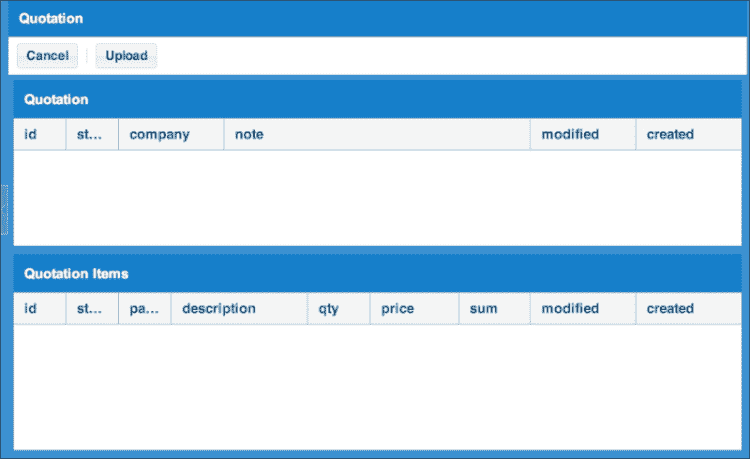 Quotation
Cancel Upload
Quotation
id st... company note modified created
Quotation Items
id st... pa... description qty price sum modified created